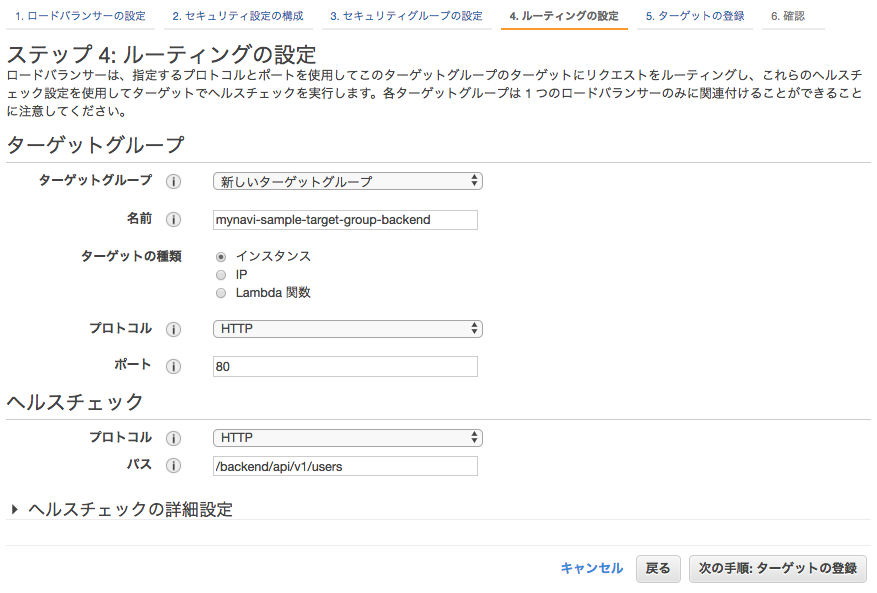 1. ロードバランサーの設定 2. セキュリティ設定の構成 3. セキュリティグループの設定 4. ルーティングの設定 5. ターゲットの登録 6. 確認
ステップ 4: ルーティングの設定
ロードバランサーは、指定するプロトコルとポートを使用してこのターゲットグループのターゲットにリクエストをルーティングし、これらのヘルスチ
ェック設定を使用してターゲットでヘルスチェックを実行します。各ターゲットグループは 1 つのロードバランサーのみに関連付けることができること
に注意してください。
ターゲットグループ
ターゲットグループ i 新しいターゲットグループ
名前 i mynavi-sample-target-group-backend
ターゲットの種類 インスタンス
IP
Lambda 関数
プロトコル i HTTP
ポート i 80
ヘルスチェック
プロトコル i HTTP
パス i /backend/api/v1/users
ヘルスチェックの詳細設定
キャンセル 戻る 次の手順: ターゲットの登録